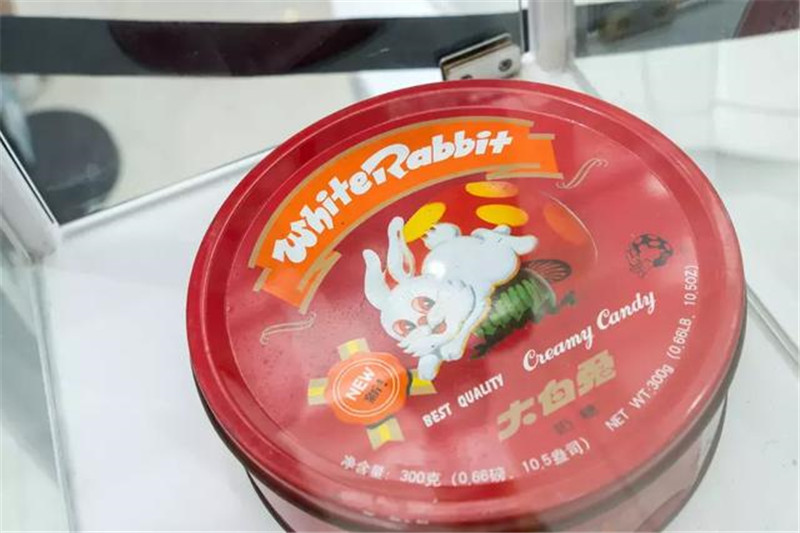 White Rabbit
NEW
BEST QUALITY
Creamy Candy
大白兔
奶糖
NET WT:300g (0.66LB, 10.5OZ)
净含量: 300克 (0.66磅, 10.5盎司)